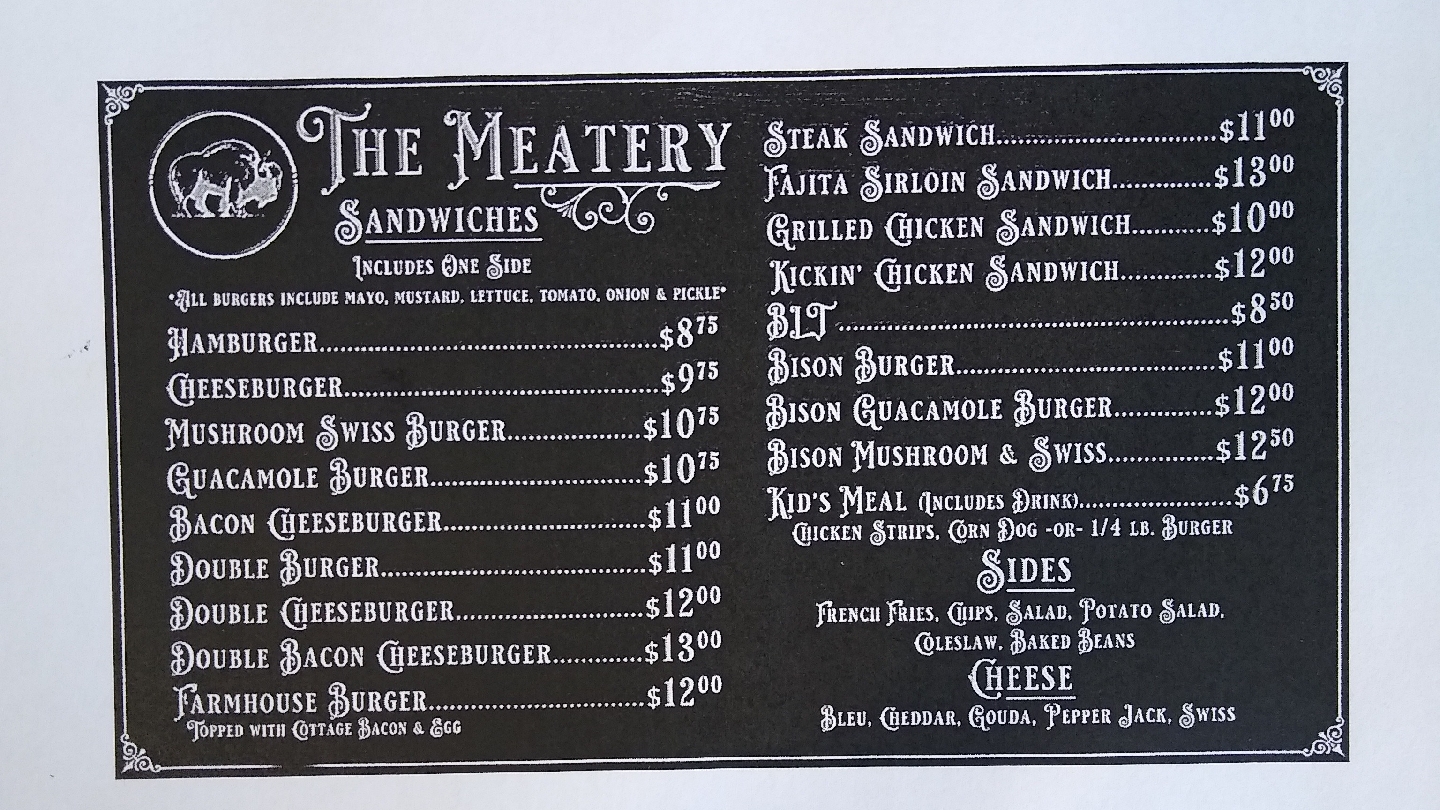 The Meatery
Sandwiches
Includes One Side
*All burgers include mayo, mustard, lettuce, tomato, onion & pickle*
Hamburger....................$8.75
Cheeseburger....................$9.75
Mushroom Swiss Burger....................$10.75
Guacamole Burger....................$10.75
Bacon Cheeseburger....................$11.00
Double Burger....................$11.00
Double Cheeseburger....................$12.00
Double Bacon Cheeseburger....................$13.00
Farmhouse Burger....................$12.00
Topped with Cottage Bacon & Egg
Steak Sandwich....................$11.00
Fajita Sirloin Sandwich....................$13.00
Grilled Chicken Sandwich....................$10.00
Kickin' Chicken Sandwich....................$12.00
BLT....................$8.50
Bison Burger....................$11.00
Bison Guacamole Burger....................$12.00
Bison Mushroom & Swiss....................$12.50
Kid's Meal (Includes Drink)....................$6.75
Chicken Strips, Corn Dog -or- 1/4 lb. Burger
Sides
French Fries, Chips, Salad, Potato Salad,
Coleslaw, Baked Beans
Cheese
Bleu, Cheddar, Gouda, Pepper Jack, Swiss